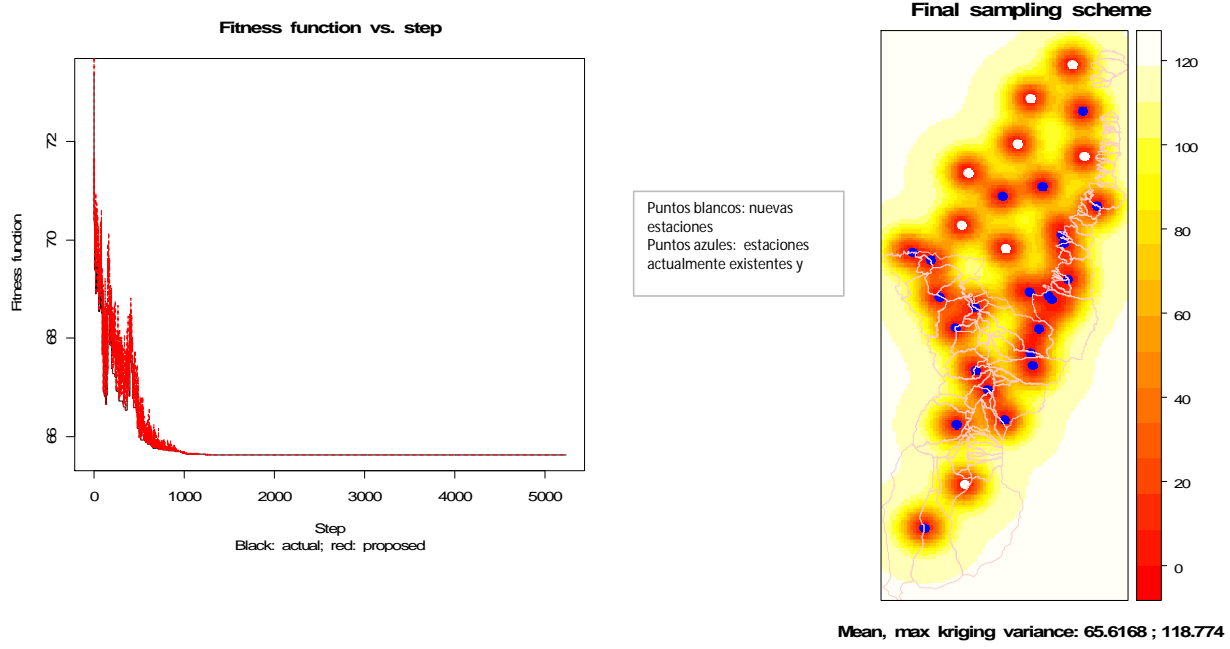 Fitness function vs. step
Fitness function
72
70
68
66
0 1000 2000 3000 4000 5000
Step
Black: actual; red: proposed
Puntos blancos: nuevas
estaciones
Puntos azules: estaciones
actualmente existentes y
Final sampling scheme
120
100
80
60
40
20
0
Mean, max kriging variance: 65.6168 ; 118.774